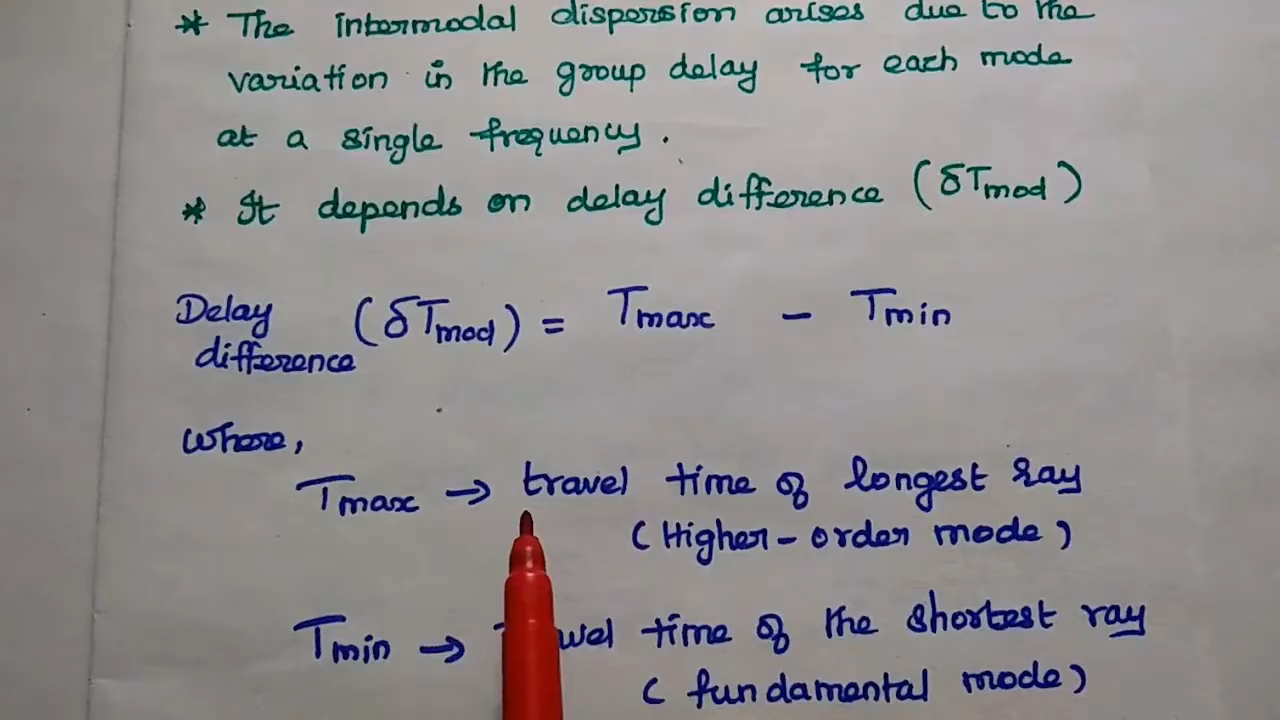 * The intermodal dispersion arises due to the
variation in the group delay for each mode
at a single frequency.
* It depends on delay difference (δTmod)
Delay difference (δTmod) = Tmax - Tmin
where,
Tmax → travel time of longest ray
(Higher-order mode)
Tmin → time of the shortest ray
(fundamental mode)